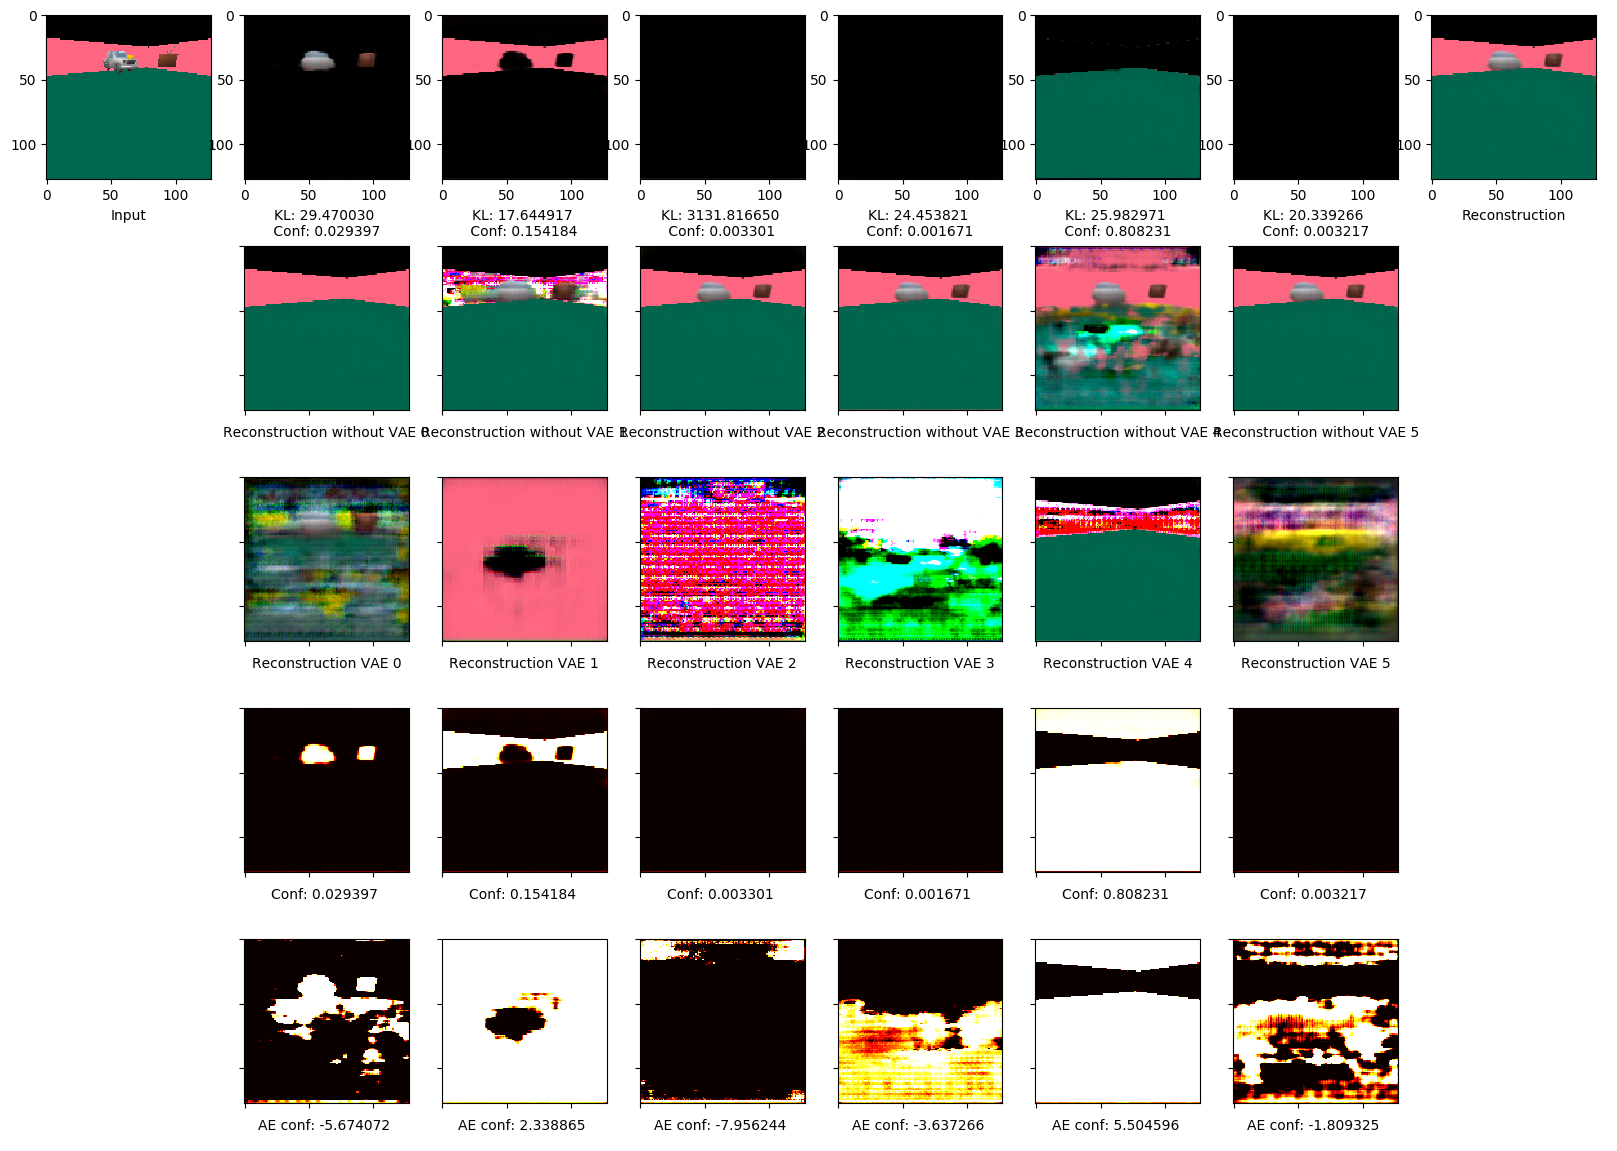 0
50
100
0 50 100
Input
0
50
100
0 50 100
KL: 29.470030
Conf: 0.029397
0
50
100
0 50 100
KL: 17.644917
Conf: 0.154184
0
50
100
0 50 100
KL: 3131.816650
Conf: 0.003301
0
50
100
0 50 100
KL: 24.453821
Conf: 0.001671
0
50
100
0 50 100
KL: 25.982971
Conf: 0.808231
0
50
100
0 50 100
KL: 20.339266
Conf: 0.003217
0
50
100
0 50 100
Reconstruction
Reconstruction without VAE 0
Reconstruction without VAE 1
Reconstruction without VAE 2
Reconstruction without VAE 3
Reconstruction without VAE 4
Reconstruction without VAE 5
Reconstruction VAE 0
Reconstruction VAE 1
Reconstruction VAE 2
Reconstruction VAE 3
Reconstruction VAE 4
Reconstruction VAE 5
Conf: 0.029397
Conf: 0.154184
Conf: 0.003301
Conf: 0.001671
Conf: 0.808231
Conf: 0.003217
AE conf: -5.674072
AE conf: 2.338865
AE conf: -7.956244
AE conf: -3.637266
AE conf: 5.504596
AE conf: -1.809325